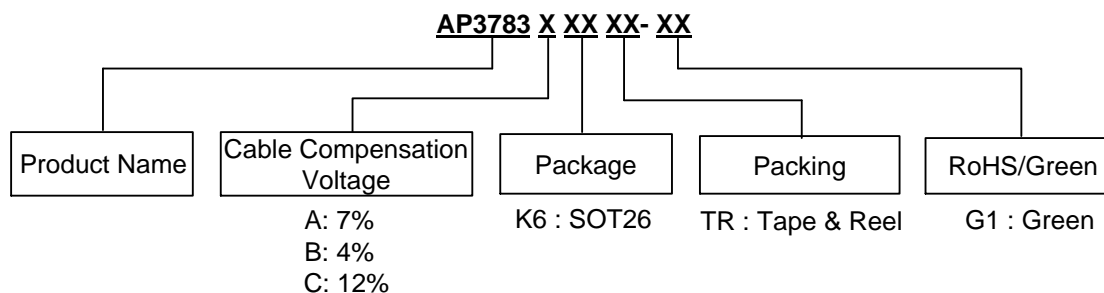 AP3783 X XX XX- XX
Product Name
Cable Compensation
Voltage
Package
Packing
RoHS/Green
A: 7%
B: 4%
C: 12%
K6 : SOT26
TR : Tape & Reel
G1 : Green